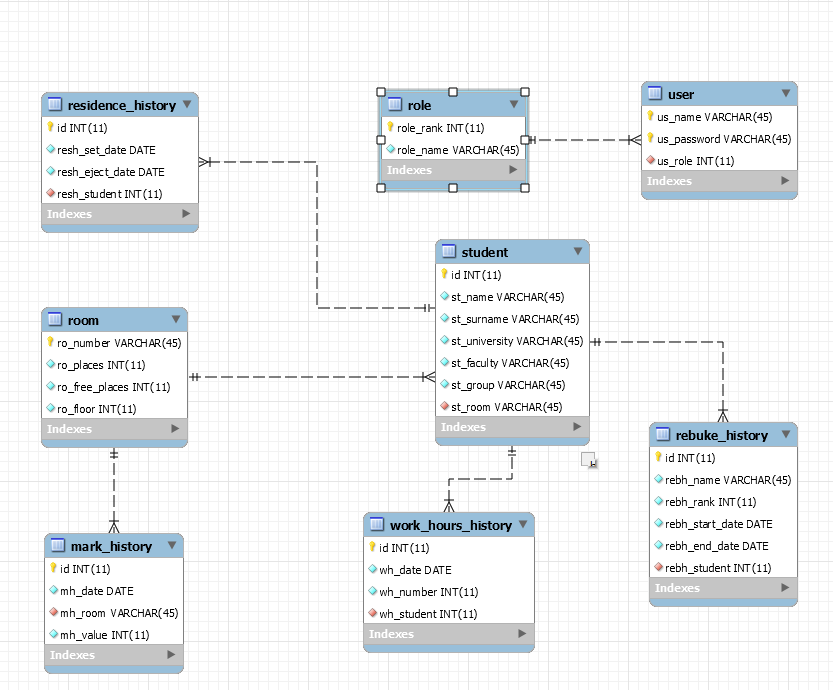 residence_history
id INT(11)
resh_set_date DATE
resh_eject_date DATE
resh_student INT(11)
Indexes
role
role_rank INT(11)
role_name VARCHAR(45)
Indexes
user
us_name VARCHAR(45)
us_password VARCHAR(45)
us_role INT(11)
Indexes
room
ro_number VARCHAR(45)
ro_places INT(11)
ro_free_places INT(11)
ro_floor INT(11)
Indexes
student
id INT(11)
st_name VARCHAR(45)
st_surname VARCHAR(45)
st_university VARCHAR(45)
st_faculty VARCHAR(45)
st_group VARCHAR(45)
st_room VARCHAR(45)
Indexes
rebuke_history
id INT(11)
rebh_name VARCHAR(45)
rebh_rank INT(11)
rebh_start_date DATE
rebh_end_date DATE
rebh_student INT(11)
Indexes
mark_history
id INT(11)
mh_date DATE
mh_room VARCHAR(45)
mh_value INT(11)
Indexes
work_hours_history
id INT(11)
wh_date DATE
wh_number INT(11)
wh_student INT(11)
Indexes